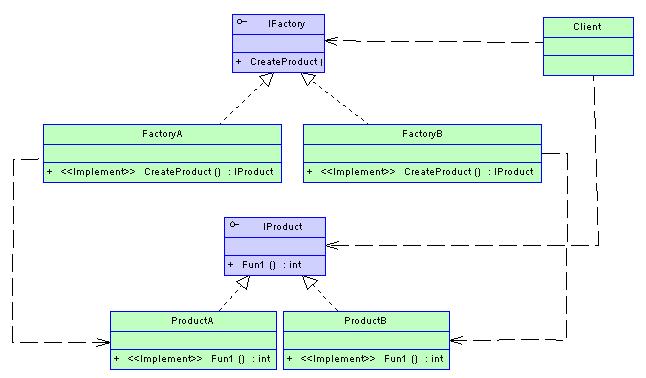 IFactory
+ CreateProduct (
Client
FactoryA
+ <<Implement>> CreateProduct () : IProduct
FactoryB
+ <<Implement>> CreateProduct () : IProduct
IProduct
+ Fun1 () : int
ProductA
+ <<Implement>> Fun1 () : int
ProductB
+ <<Implement>> Fun1 () : int